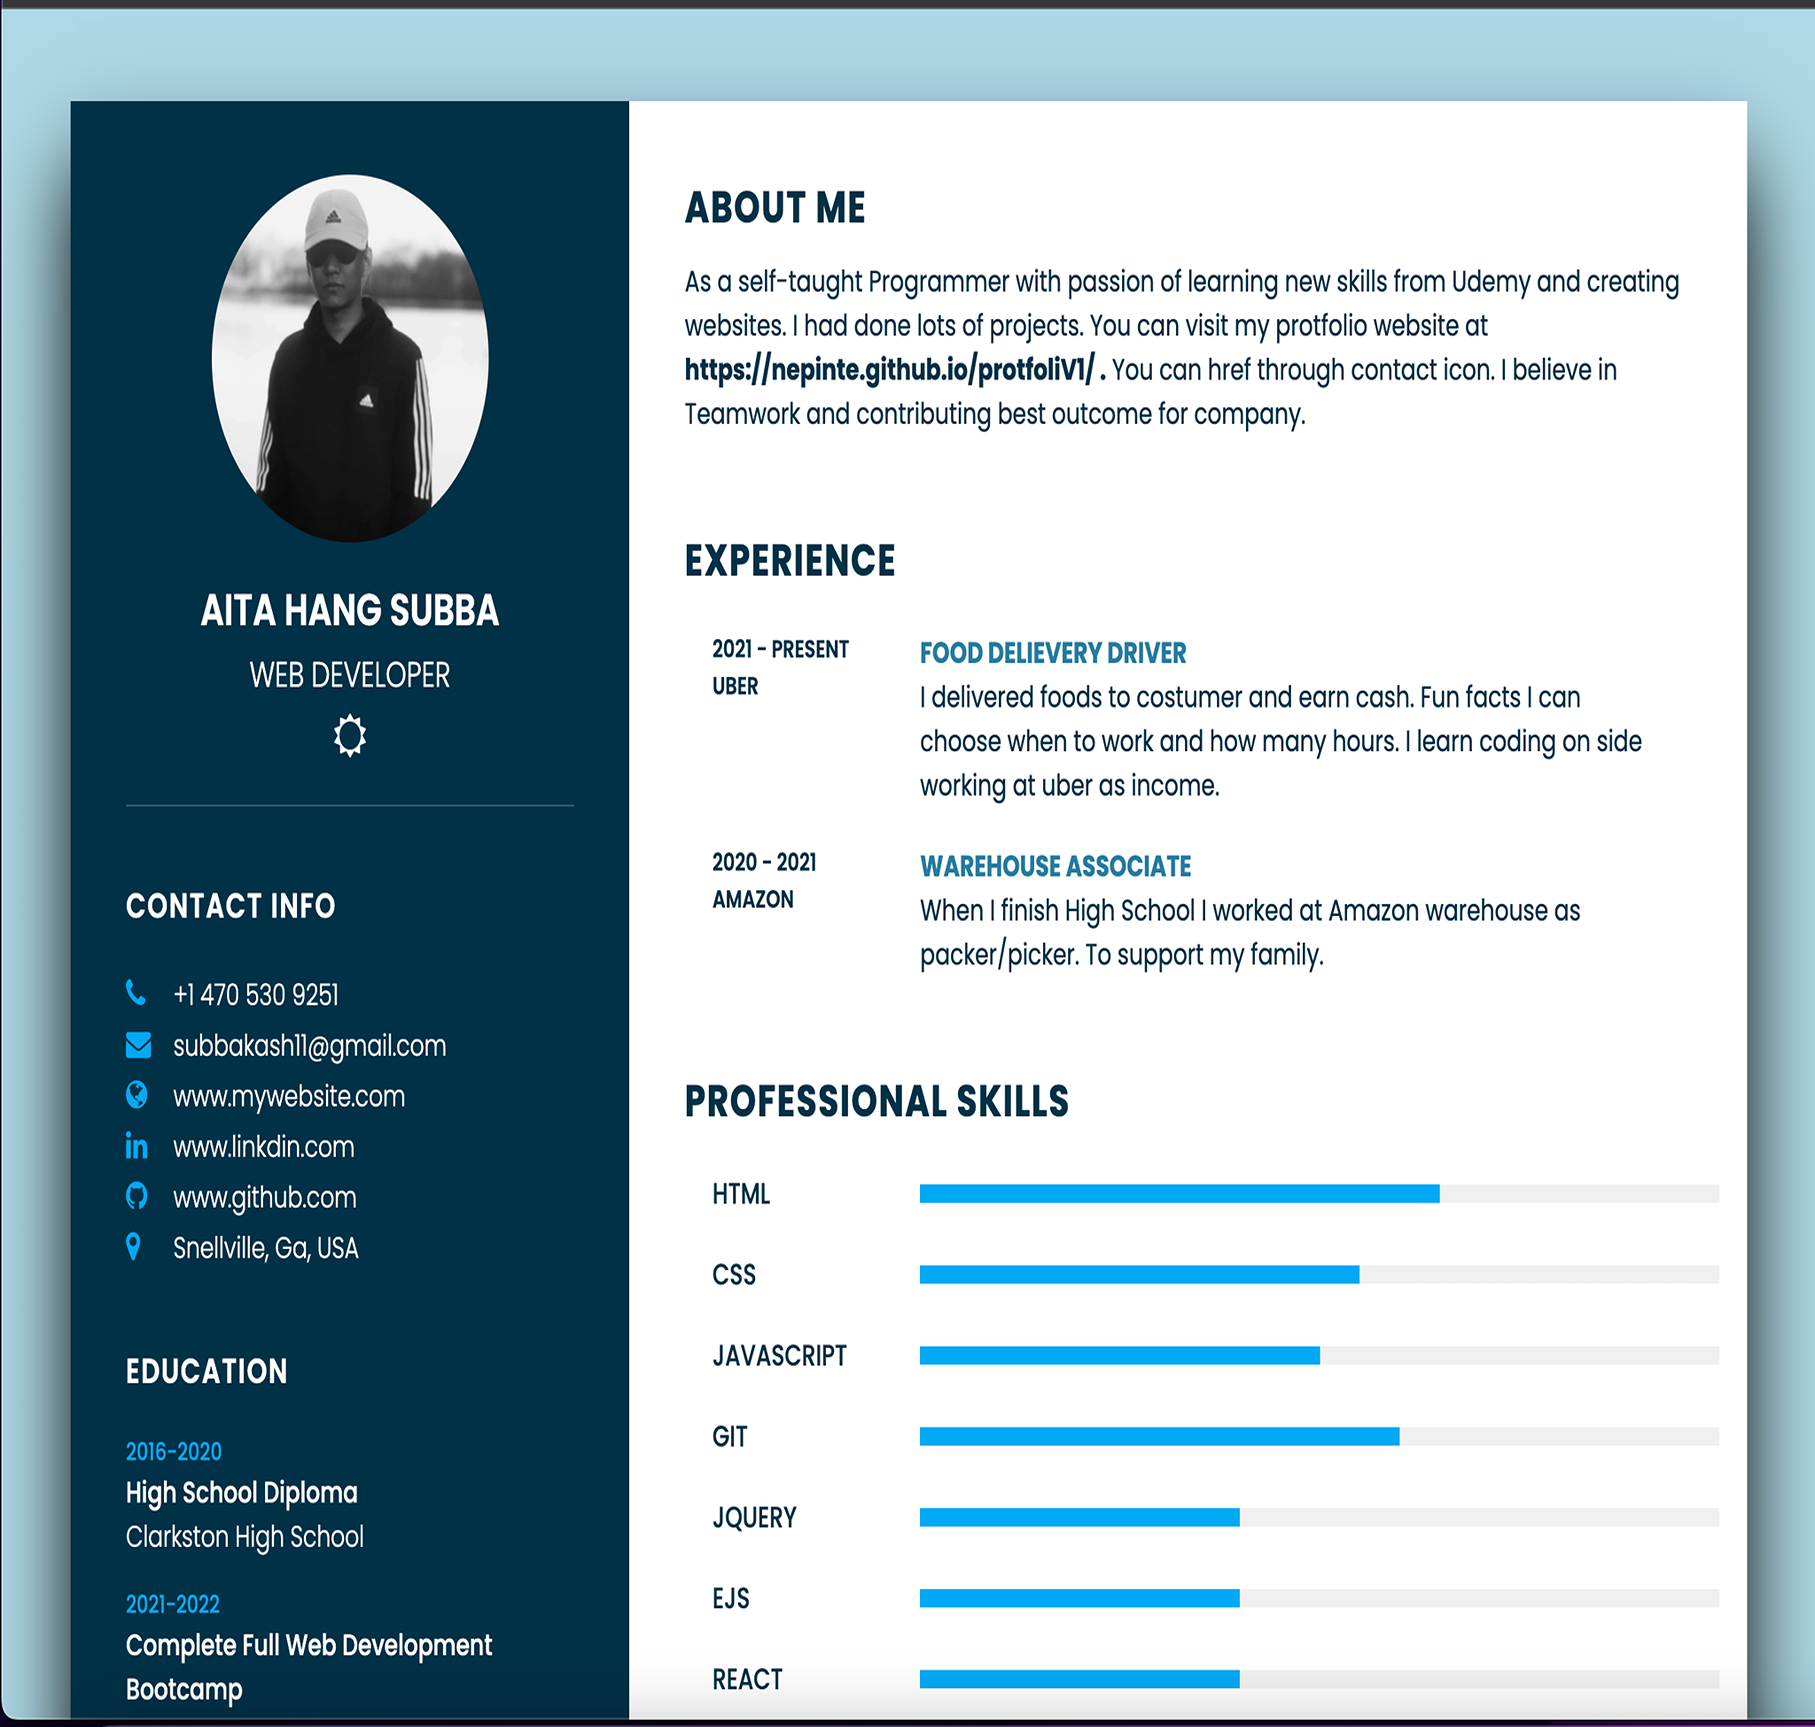 AITA HANG SUBBA
WEB DEVELOPER
CONTACT INFO
+1 470 530 9251
subbakash11@gmail.com
www.mywebsite.com
www.linkdin.com
www.github.com
Snellville, Ga, USA
EDUCATION
2016-2020
High School Diploma
Clarkston High School
2021-2022
Complete Full Web Development
Bootcamp
ABOUT ME
As a self-taught Programmer with passion of learning new skills from Udemy and creating
websites. I had done lots of projects. You can visit my protfolio website at
https://nepinte.github.io/protfoliV1/ . You can href through contact icon. I believe in
Teamwork and contributing best outcome for company.
EXPERIENCE
2021 - PRESENT
UBER
FOOD DELIEVERY DRIVER
I delivered foods to costumer and earn cash. Fun facts I can
choose when to work and how many hours. I learn coding on side
working at uber as income.
2020 - 2021
AMAZON
WAREHOUSE ASSOCIATE
When I finish High School I worked at Amazon warehouse as
packer/picker. To support my family.
PROFESSIONAL SKILLS
HTML
CSS
JAVASCRIPT
GIT
JQUERY
EJS
REACT